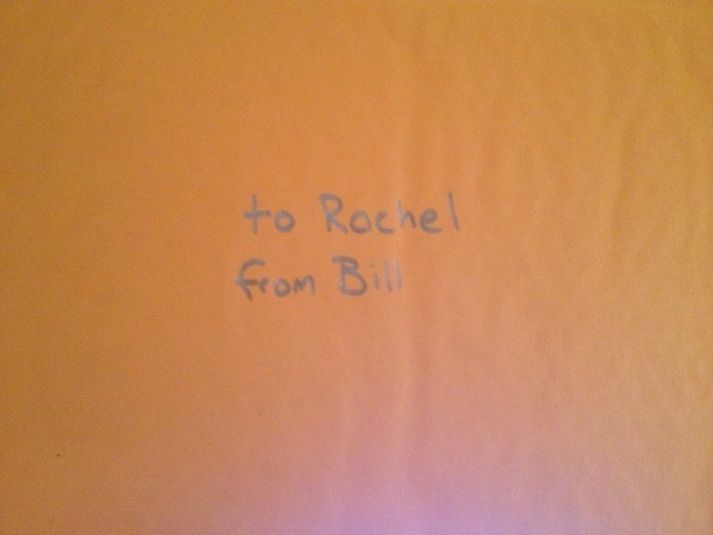 to Rachel
from Bill